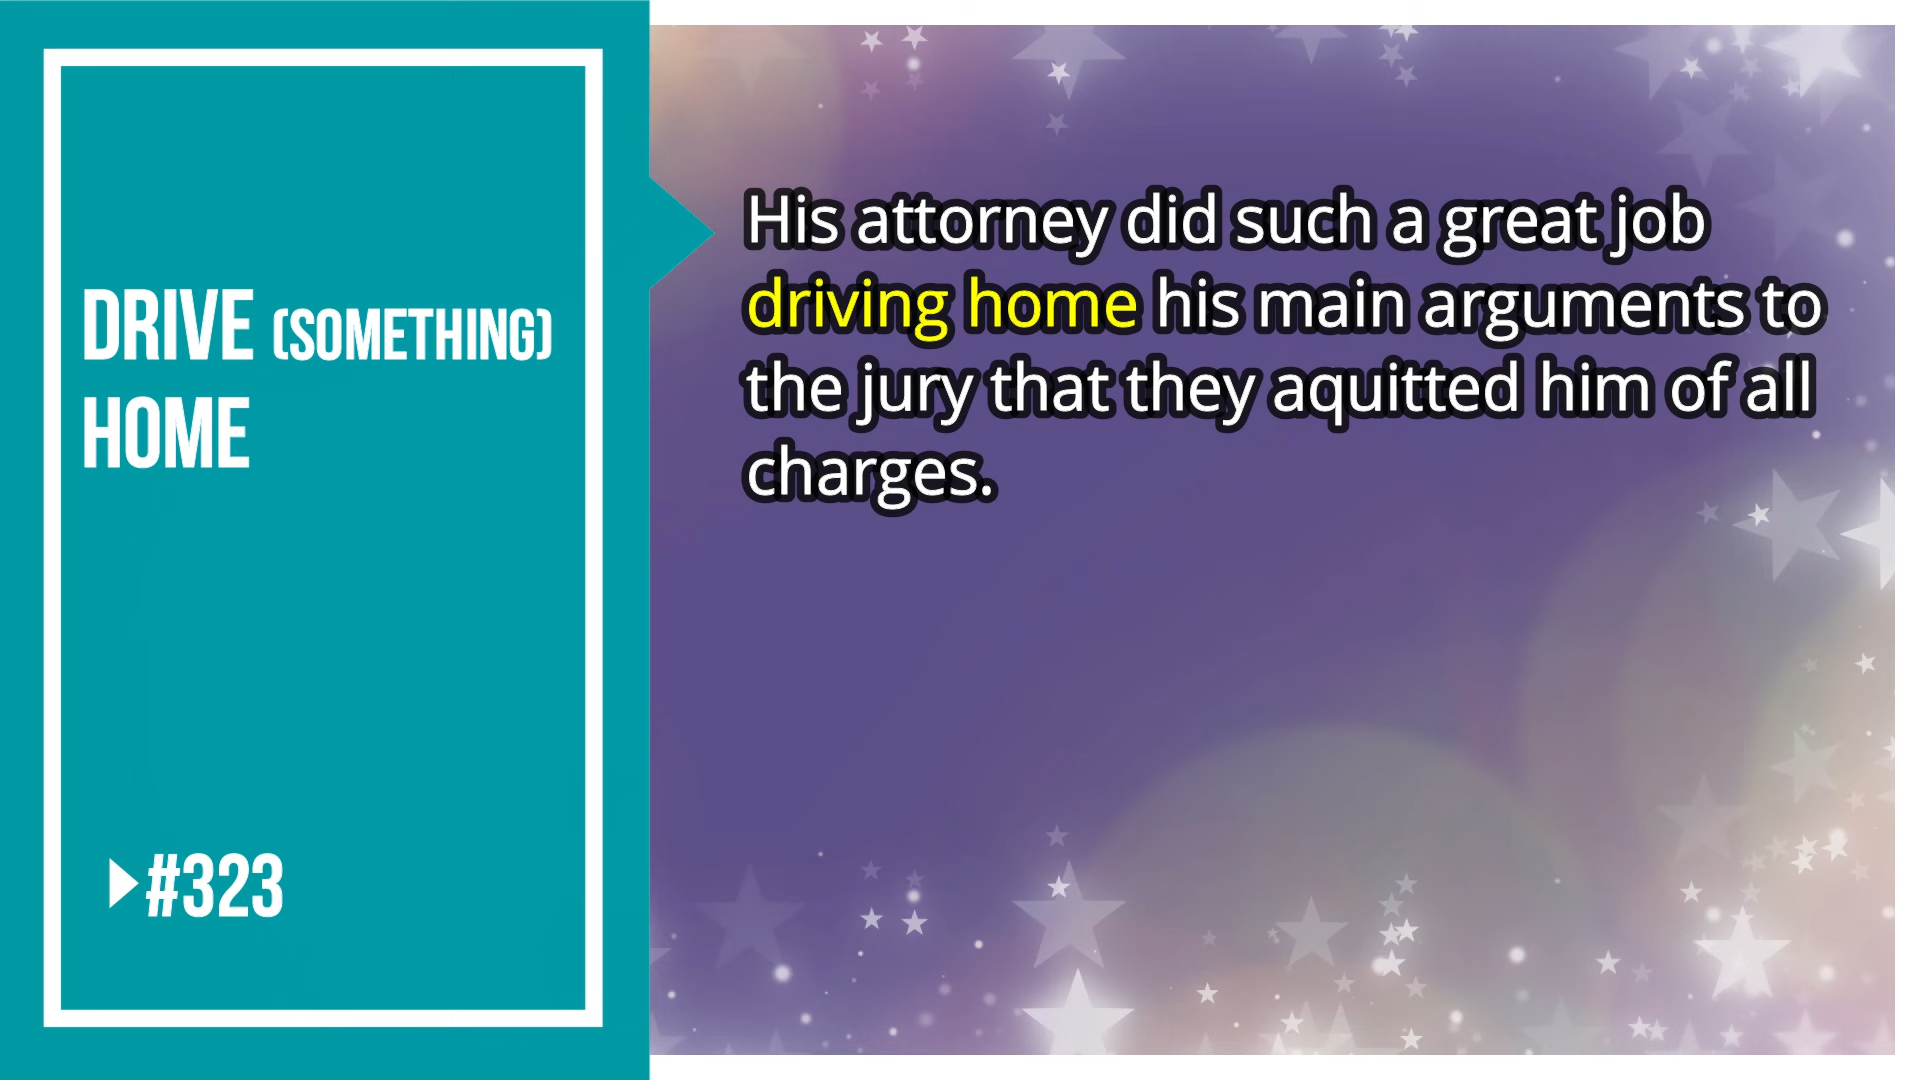 DRIVE (SOMETHING)
HOME
#323
His attorney did such a great job
driving home his main arguments to
the jury that they aquitted him of all
charges.